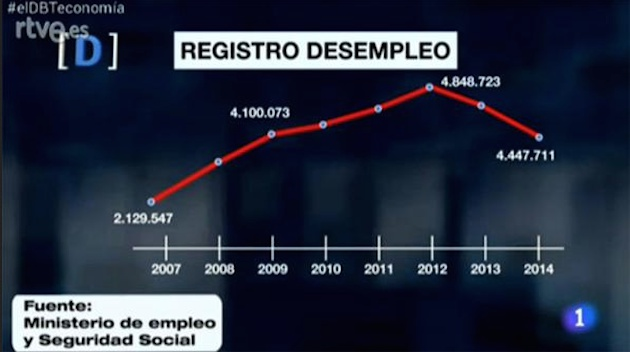 #elDBTeconomía
rtve.es
[D]
REGISTRO DESEMPLEO
4.848.723
4.100.073
4.447.711
2.129.547
2007 2008 2009 2010 2011 2012 2013 2014
Fuente:
Ministerio de empleo
y Seguridad Social
1